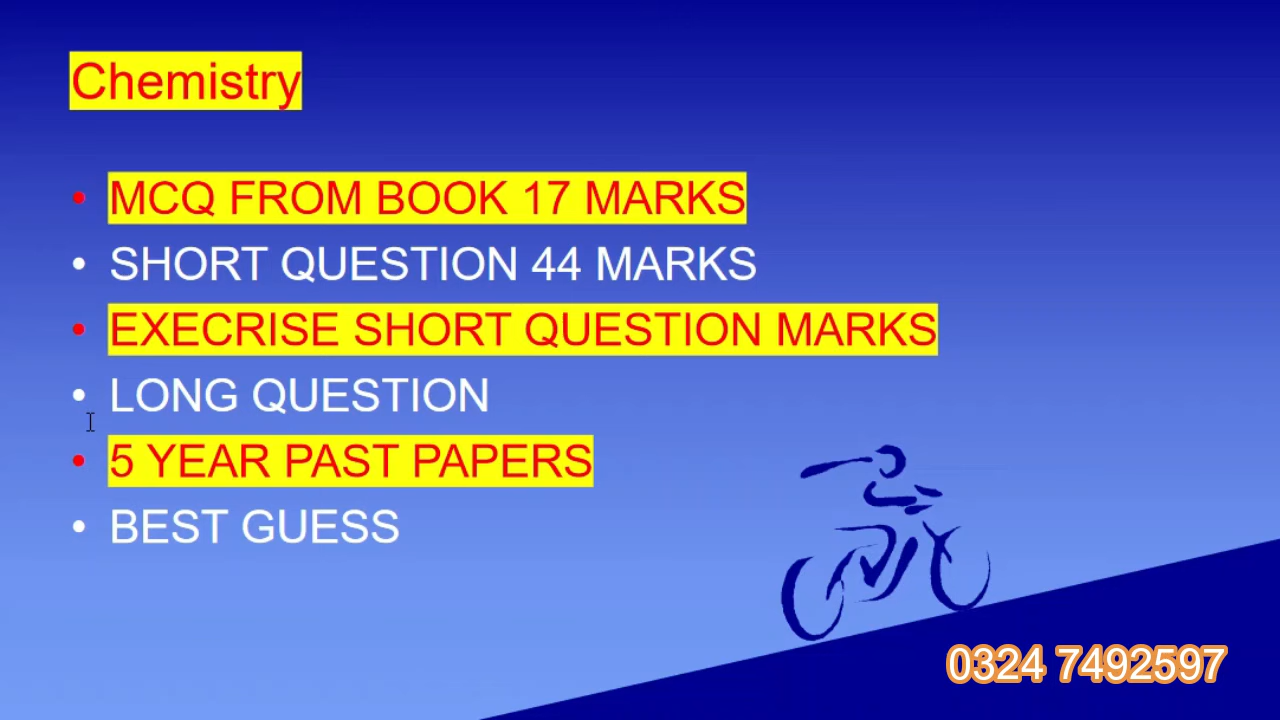 Chemistry
• MCQ FROM BOOK 17 MARKS
• SHORT QUESTION 44 MARKS
• EXECRISE SHORT QUESTION MARKS
• LONG QUESTION
• 5 YEAR PAST PAPERS
• BEST GUESS
0324 7492597